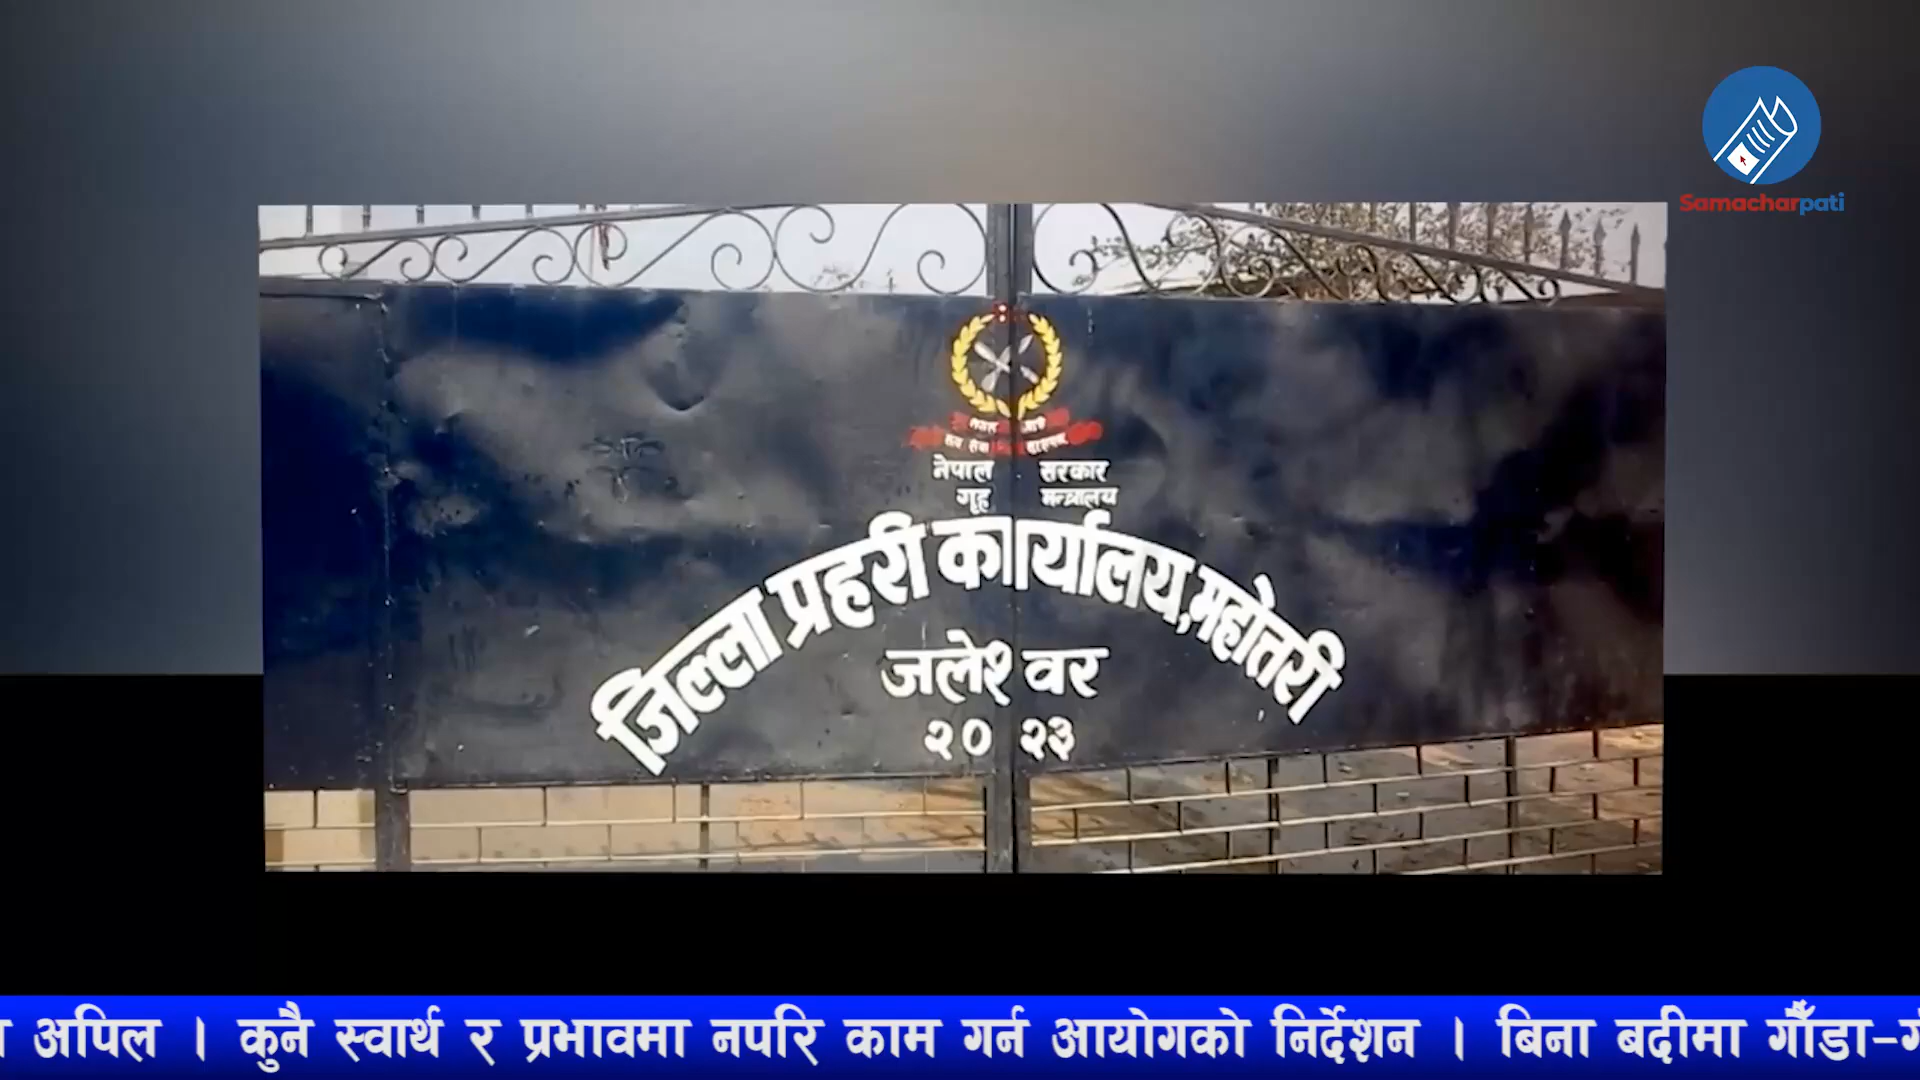 Samacharpati
नेपाल सरकार
गृह मन्त्रालय
जिल्ला प्रहरी कार्यालय, महोतरी
जलेश्वर
२० २३
अपिल । कुनै स्वार्थ र प्रभावमा नपरि काम गर्न आयोगको निर्देशन । बिना बदीमा गौंडा-